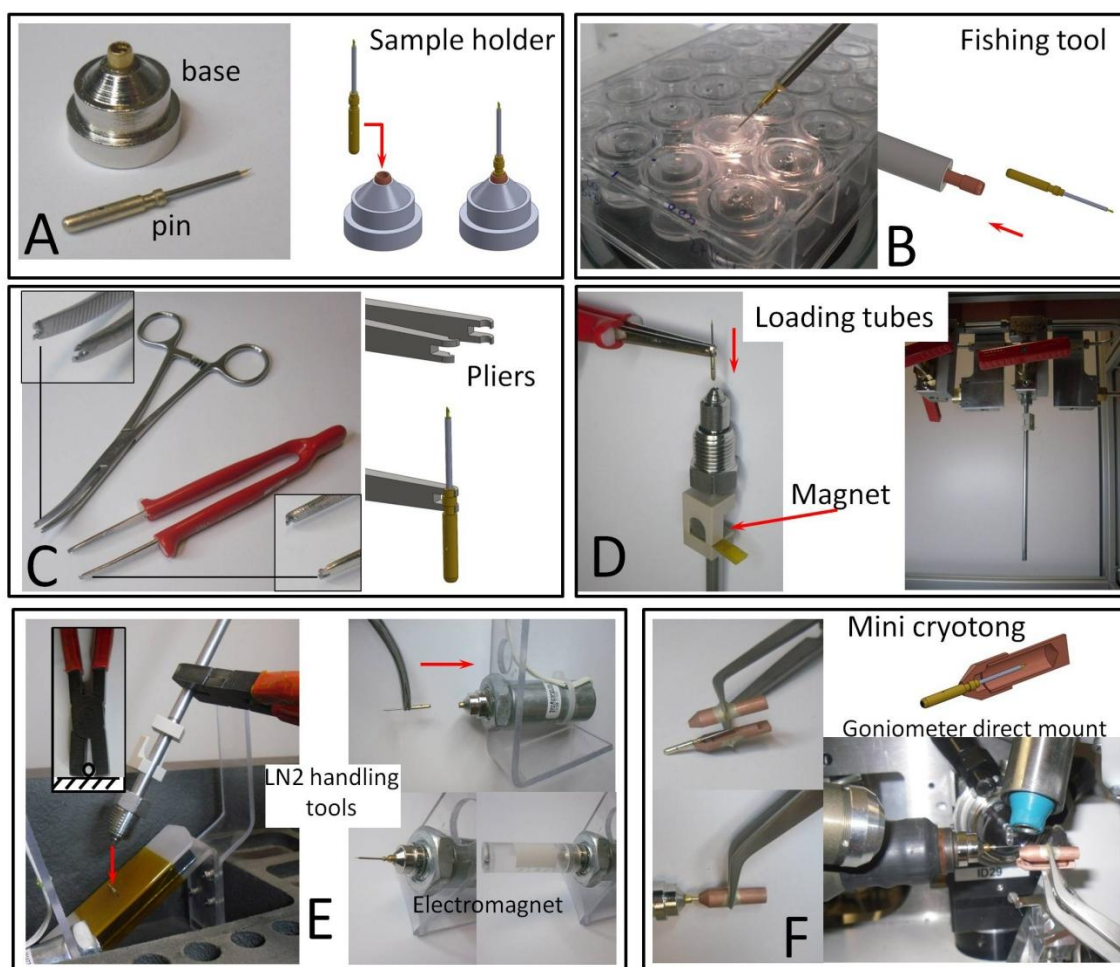 base
Sample holder
pin
A
Fishing tool
B
Pliers
C
Loading tubes
Magnet
D
LN2 handling
tools
Electromagnet
E
Mini cryotong
Goniometer direct mount
ID29
F